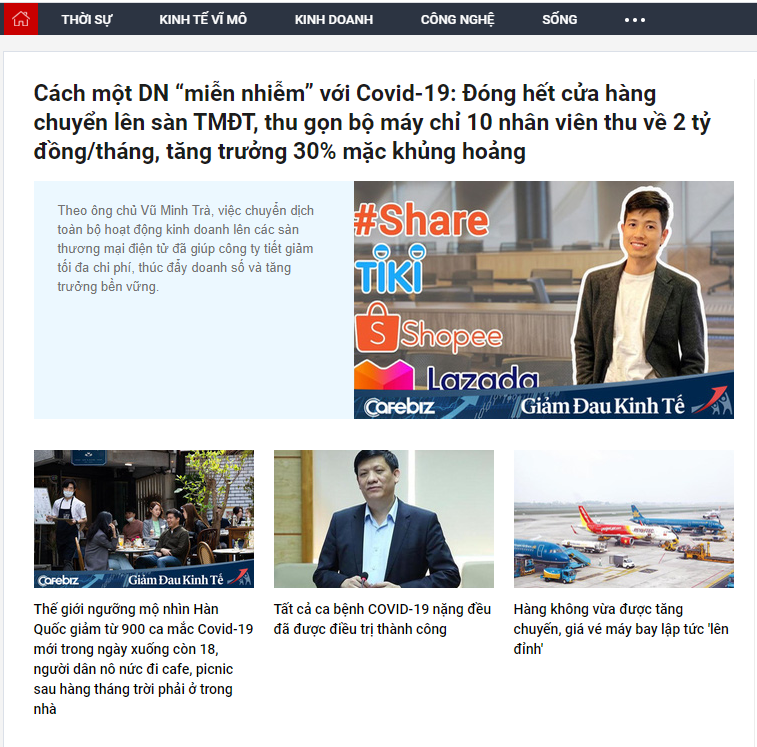 THỜI SỰ KINH TẾ VĨ MÔ KINH DOANH CÔNG NGHỆ SỐNG
Cách một DN “miễn nhiễm” với Covid-19: Đóng hết cửa hàng
chuyển lên sàn TMĐT, thu gọn bộ máy chỉ 10 nhân viên thu về 2 tỷ
đồng/tháng, tăng trưởng 30% mặc khủng hoảng
Theo ông chủ Vũ Minh Trà, việc chuyển dịch
toàn bộ hoạt động kinh doanh lên các sàn
thương mại điện tử đã giúp công ty tiết giảm
tối đa chi phí, thúc đẩy doanh số và tăng
trưởng bền vững.
#Share
TIKI
S Shopee
Lazada
Cafebiz Giảm Đau Kinh Tế
Cafebiz Giảm Đau Kinh Tế
Thế giới ngưỡng mộ nhìn Hàn
Quốc giảm từ 900 ca mắc Covid-19
mới trong ngày xuống còn 18,
người dân nô nức đi cafe, picnic
sau hàng tháng trời phải ở trong
nhà
Tất cả ca bệnh COVID-19 nặng đều
đã được điều trị thành công
Hàng không vừa được tăng
chuyến, giá vé máy bay lập tức 'lên
đỉnh'